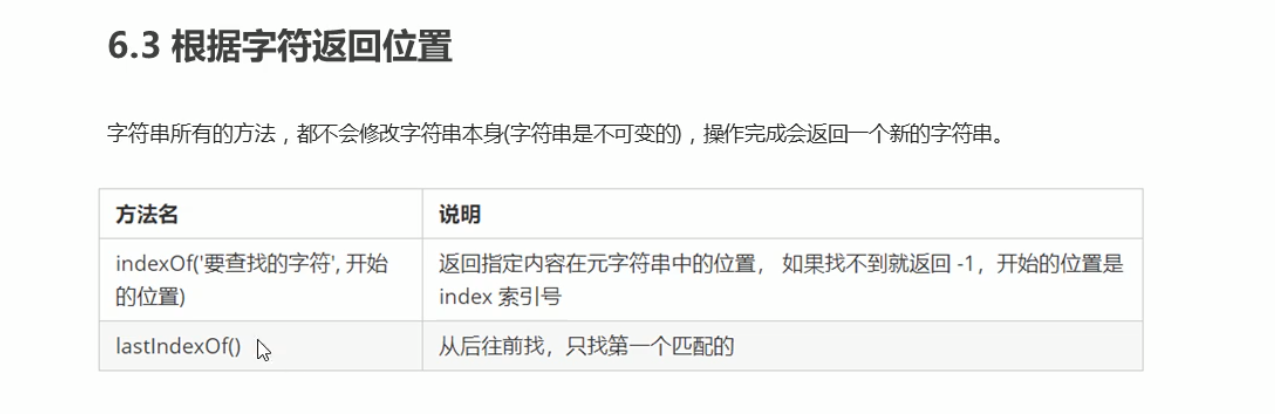 6.3 根据字符返回位置
字符串所有的方法，都不会修改字符串本身(字符串是不可变的)，操作完成会返回一个新的字符串。
方法名 说明
indexOf('要查找的字符', 开始的位置) 返回指定内容在元字符串中的位置， 如果找不到就返回 -1，开始的位置是 index 索引号
lastIndexOf() 从后往前找，只找第一个匹配的